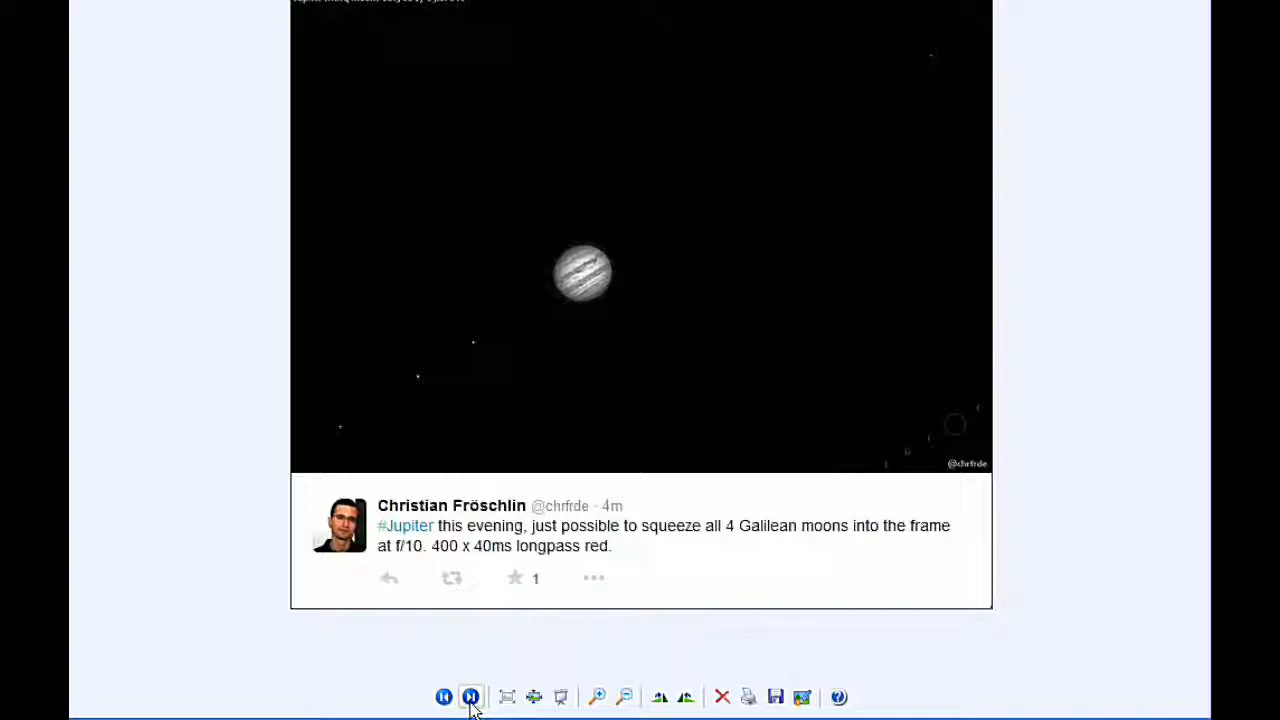 @chrfrde
Christian Fröschlin @chrfrde · 4m
#Jupiter this evening, just possible to squeeze all 4 Galilean moons into the frame
at f/10. 400 x 40ms longpass red.
1